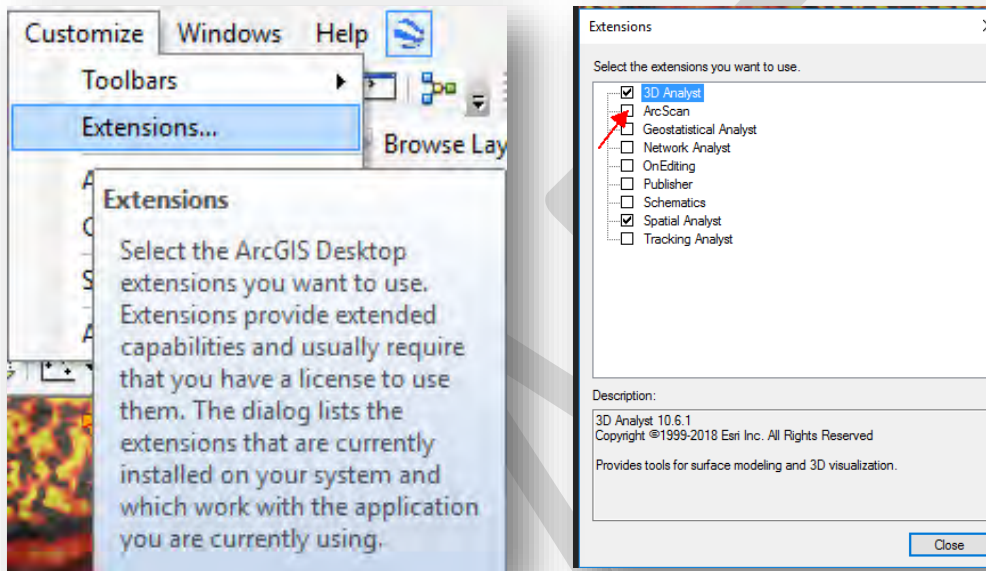 Customize Windows Help
Toolbars
Extensions...
Browse Lay
A
C
S
A
Extensions
Select the ArcGIS Desktop
extensions you want to use.
Extensions provide extended
capabilities and usually require
that you have a license to use
them. The dialog lists the
extensions that are currently
installed on your system and
which work with the application
you are currently using.
Extensions
Select the extensions you want to use.
3D Analyst
ArcScan
Geostatistical Analyst
Network Analyst
OnEditing
Publisher
Schematics
Spatial Analyst
Tracking Analyst
Description:
3D Analyst 10.6.1
Copyright ©1999-2018 Esri Inc. All Rights Reserved
Provides tools for surface modeling and 3D visualization.
Close